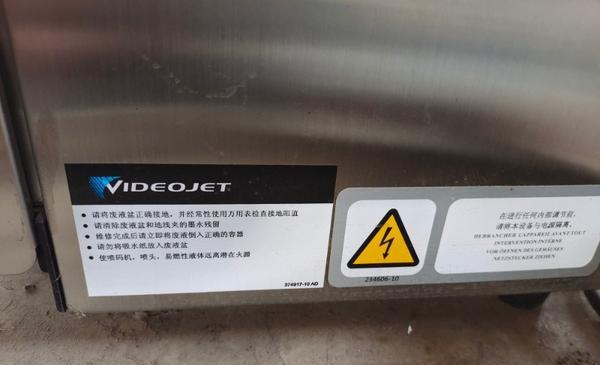 VIDEOJET
• 请将废液盆正确接地，并经常性使用万用表检直接地阻值
• 请清除废液盆和地线夹的墨水残留
• 维修完成后请立即将废液倒入正确的容器
• 请勿将吸水纸放入废液盆
• 使喷码机，喷头，易燃性液体远离潜在火源
374917-10 AD
234606-10
在进行任何内部调节前，
请将本设备与电源隔离。
DEBRANCHER L'APPAREIL AVANT TOUT
INTERVENTION INTERNE
VOR ÖFFNEN DES GEHÄUSES
NETZSTECKER ZIEHEN